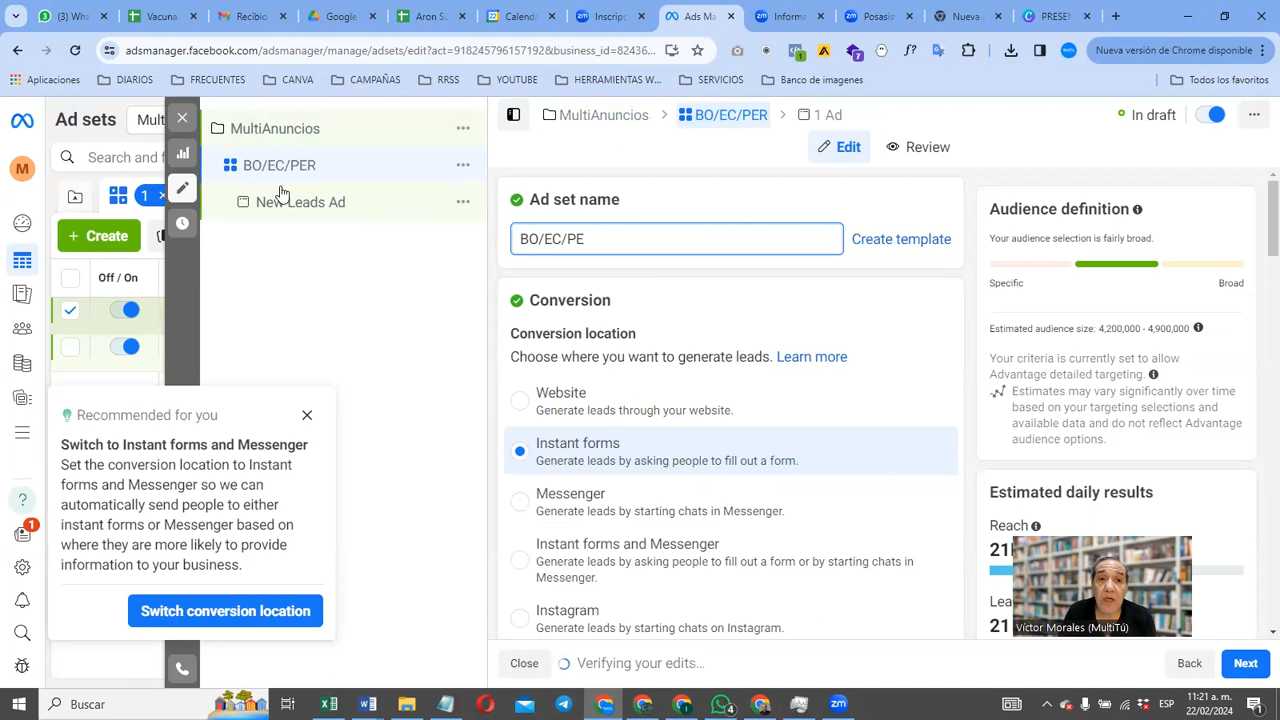 (3) Wha
Vacuna
Google
Aron S
Calend
Inscrip
Ads Ma
Informa
Posasis
Nueva
PRESEN
adsmanager.facebook.com/adsmanager/manage/adsets/edit?act=918245796157192&business_id=82436...
Nueva versión de Chrome disponible
Aplicaciones
DIARIOS
FRECUENTES
CANVA
CAMPAÑAS
RRSS
YOUTUBE
HERRAMIENTAS W...
SERVICIOS
Banco de imagenes
Todos los favoritos
Ad sets
Mult
MultiAnuncios
MultiAnuncios
BO/EC/PER
1 Ad
In draft
Search and f
BO/EC/PER
Edit
Review
1
New Leads Ad
Create
Off / On
Ad set name
BO/EC/PE
Create template
Audience definition
Your audience selection is fairly broad.
Specific
Broad
Estimated audience size: 4,200,000 - 4,900,000
Your criteria is currently set to allow
Advantage detailed targeting.
Estimates may vary significantly over time
based on your targeting selections and
available data and do not reflect Advantage
audience options.
Conversion
Conversion location
Choose where you want to generate leads. Learn more
Website
Generate leads through your website.
Instant forms
Generate leads by asking people to fill out a form.
Messenger
Generate leads by starting chats in Messenger.
Instant forms and Messenger
Generate leads by asking people to fill out a form or by starting chats in
Messenger.
Instagram
Generate leads by starting chats on Instagram.
Recommended for you
Switch to Instant forms and Messenger
Set the conversion location to Instant
forms and Messenger so we can
automatically send people to either
instant forms or Messenger based on
where they are more likely to provide
information to your business.
Switch conversion location
Estimated daily results
Reach
Víctor Morales (MultiTú)
Close
Verifying your edits...
Back
Next
Buscar
4
ESP
11:21 a. m.
22/02/2024